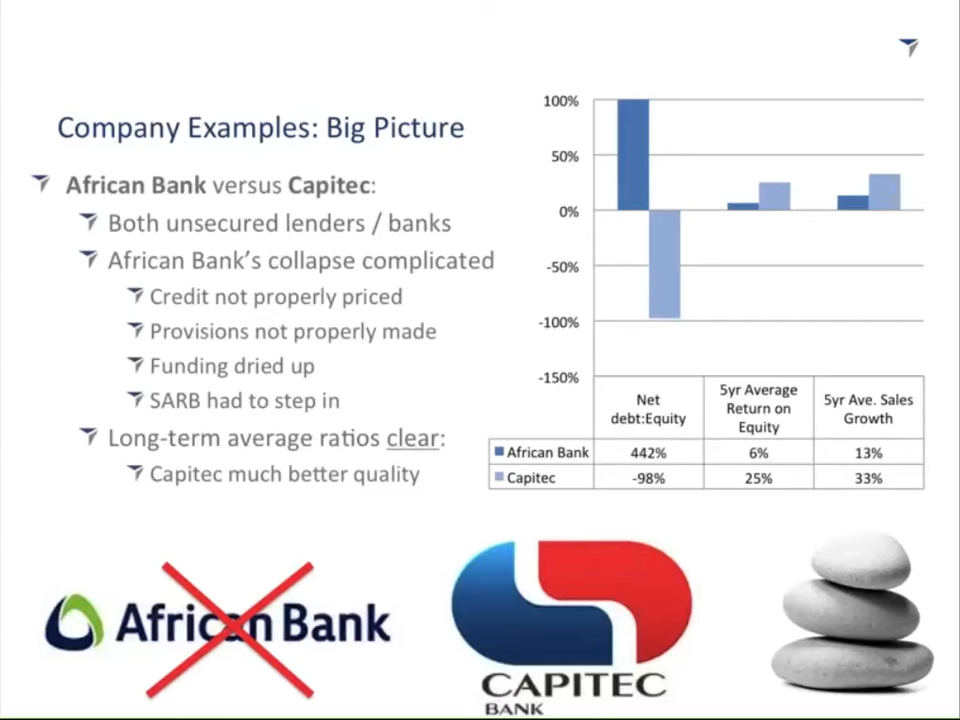 Company Examples: Big Picture
African Bank versus Capitec:
Both unsecured lenders / banks
African Bank's collapse complicated
Credit not properly priced
Provisions not properly made
Funding dried up
SARB had to step in
Long-term average ratios clear:
Capitec much better quality
100%
50%
0%
-50%
-100%
-150%
Net debt:Equity
5yr Average Return on Equity
5yr Ave. Sales Growth
African Bank 442% 6% 13%
Capitec -98% 25% 33%
African Bank
CAPITEC
BANK